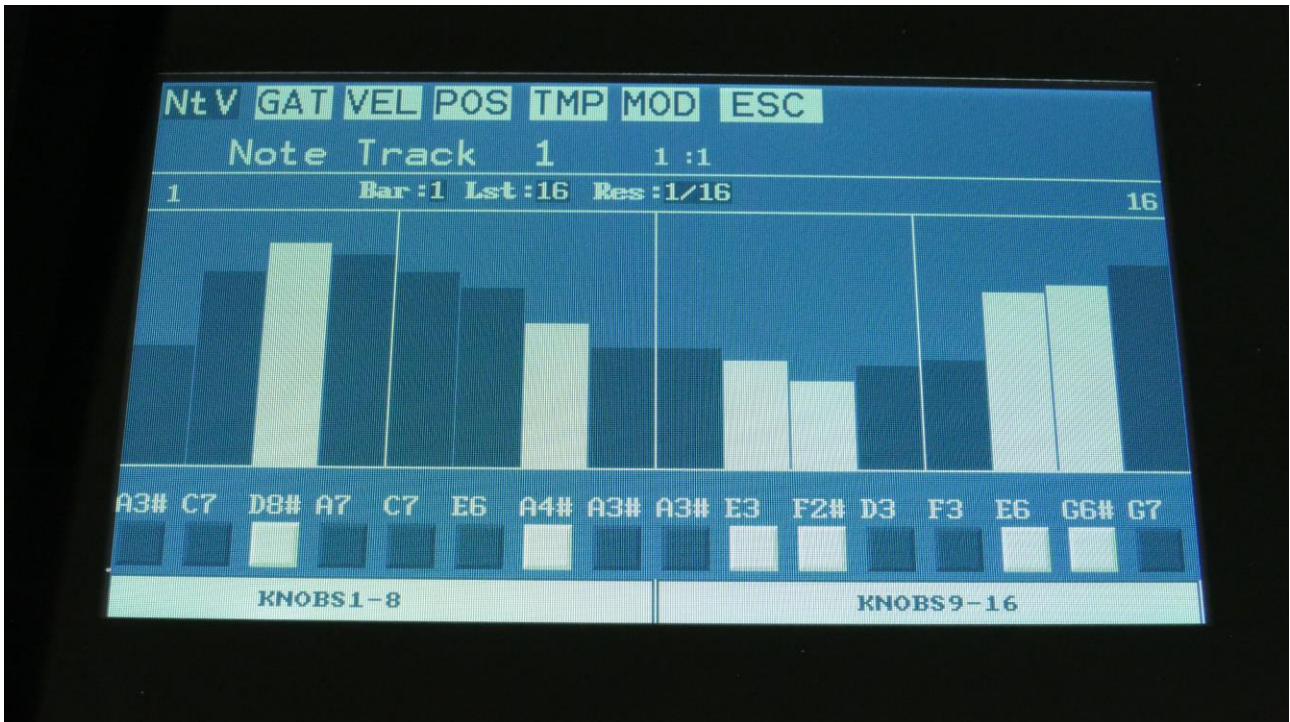 NtV GAT VEL POS TMP MOD ESC
Note Track 1 1 :1
1 Bar :1 Lst :16 Res :1/16 16
A3# C7 D8# A7 C7 E6 A4# A3# A3# E3 F2# D3 F3 E6 G6# G7
KNOBS1-8 KNOBS9-16